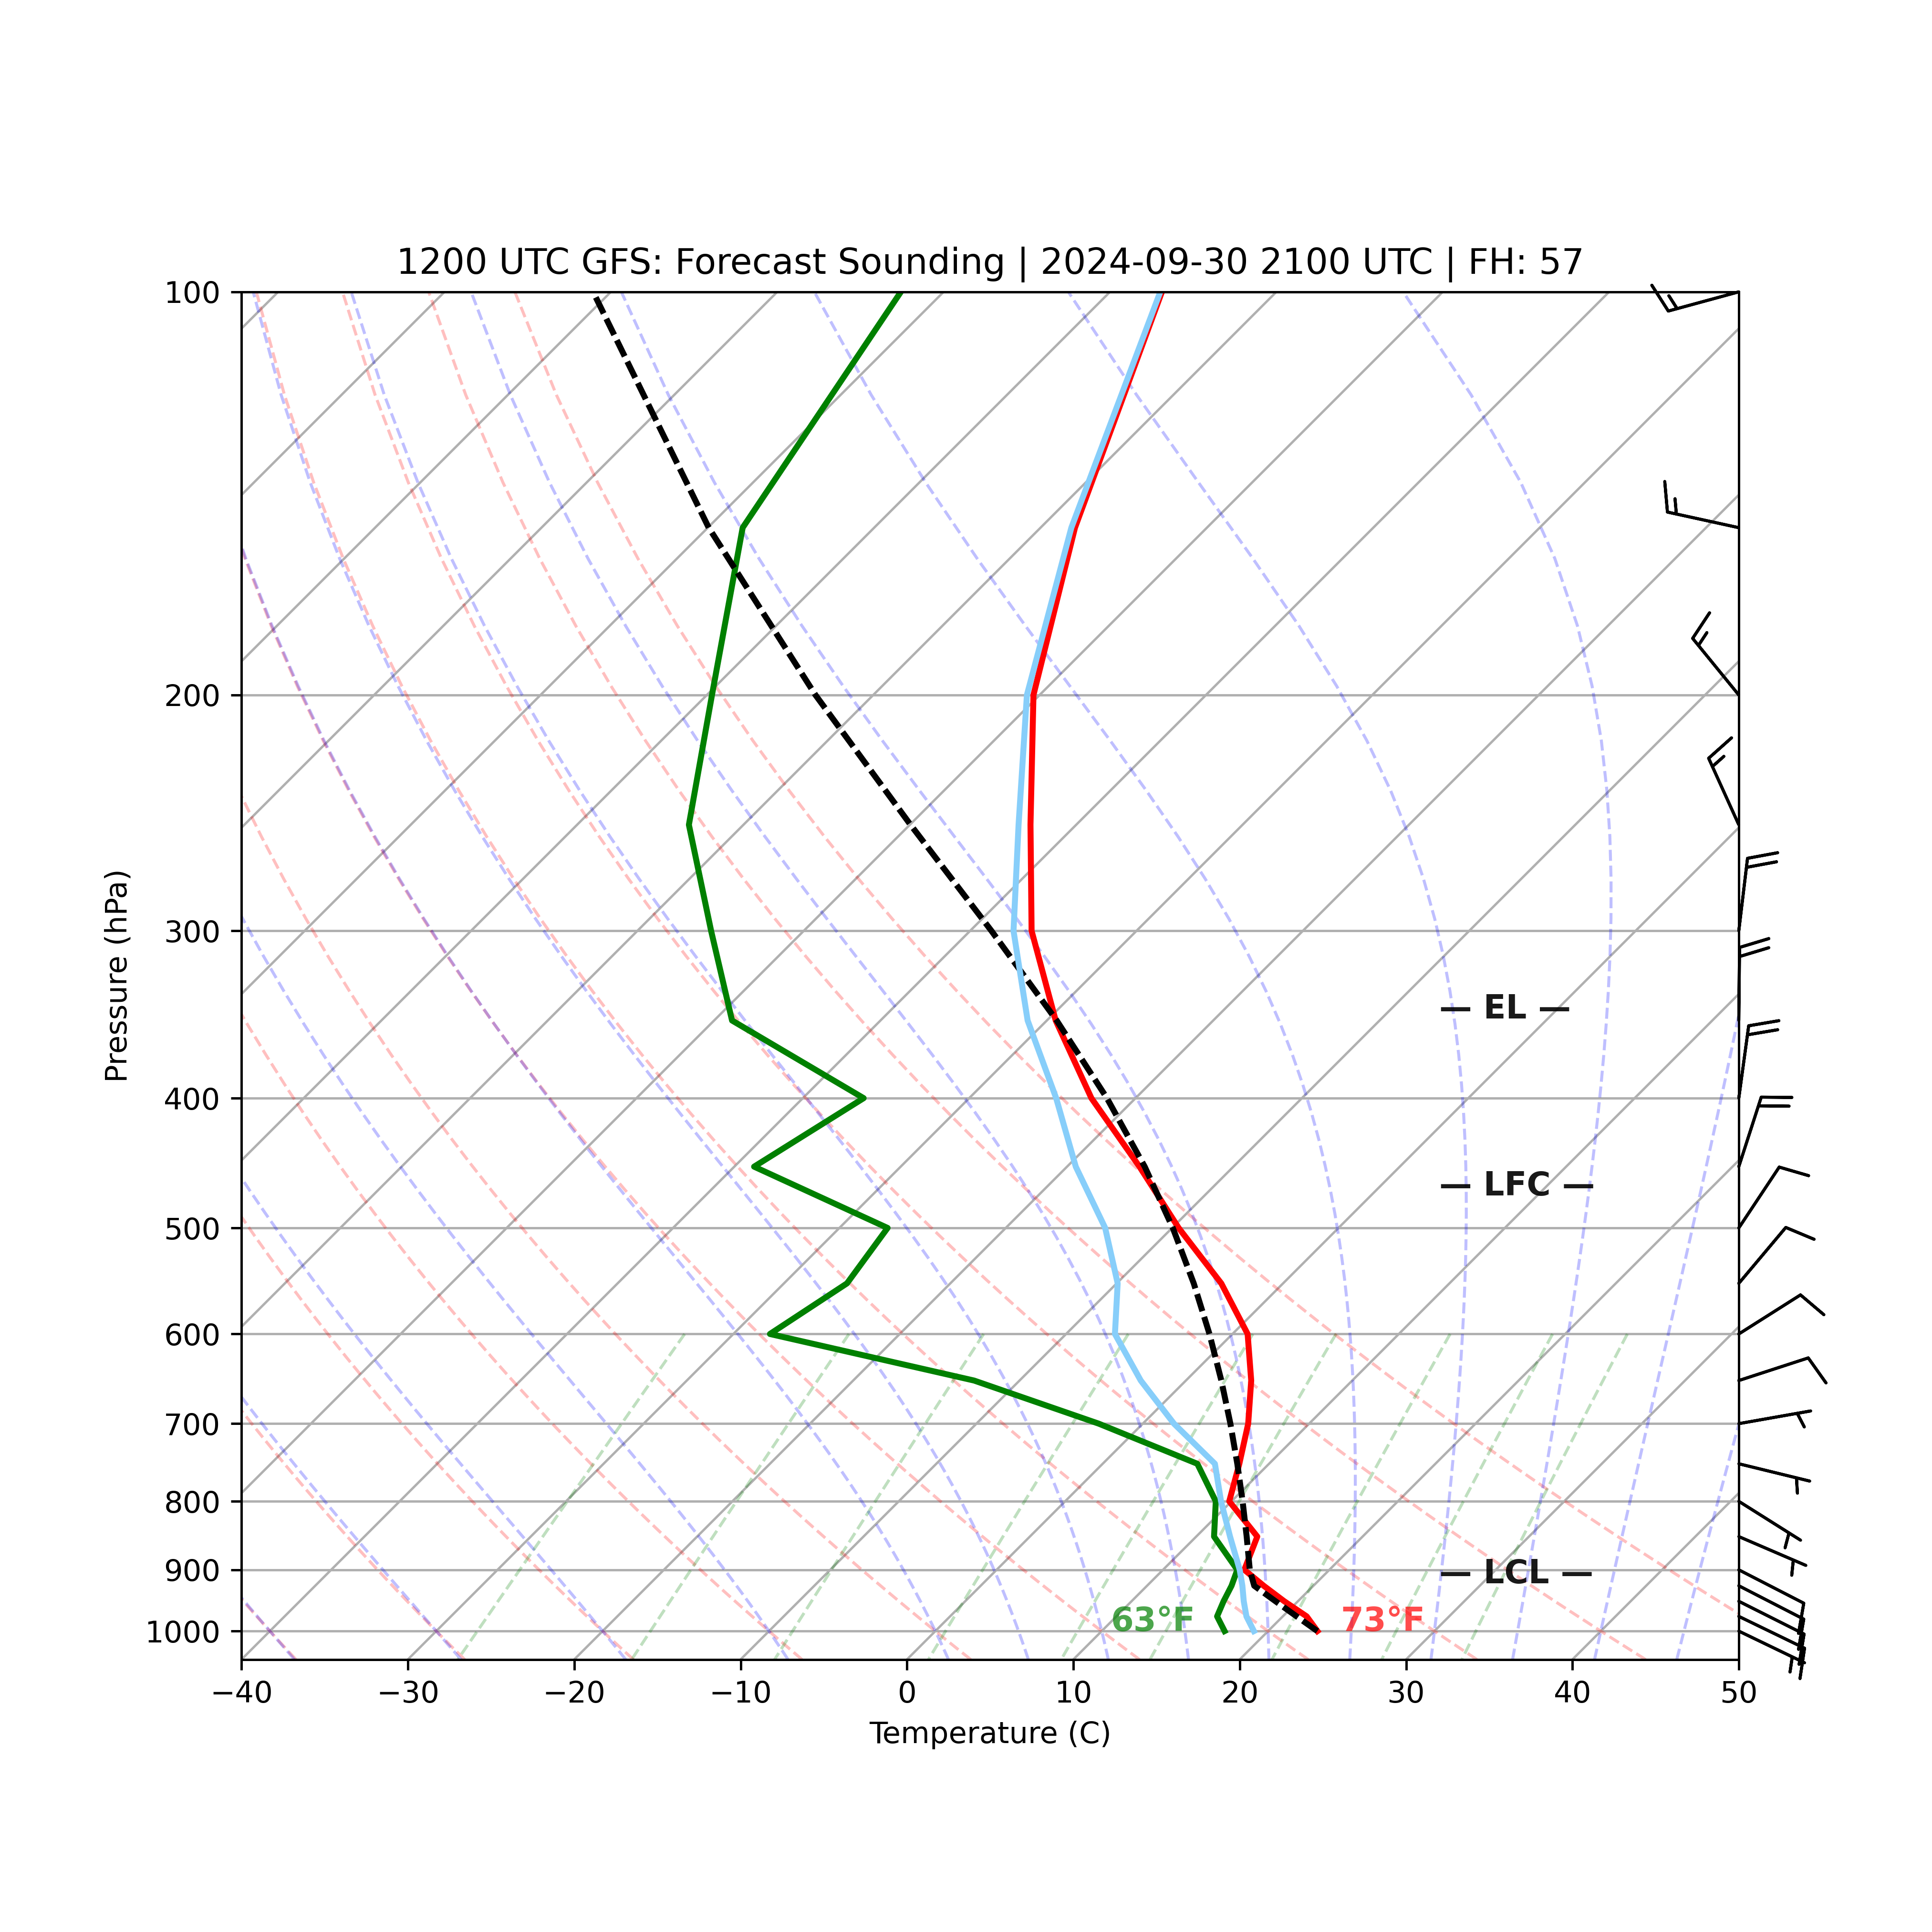 1200 UTC GFS: Forecast Sounding | 2024-09-30 2100 UTC | FH: 57
100
200
300
— EL —
400
— LFC —
500
600
700
800
900
— LCL —
63°F
73°F
1000
Pressure (hPa)
−40 −30 −20 −10 0 10 20 30 40 50
Temperature (C)